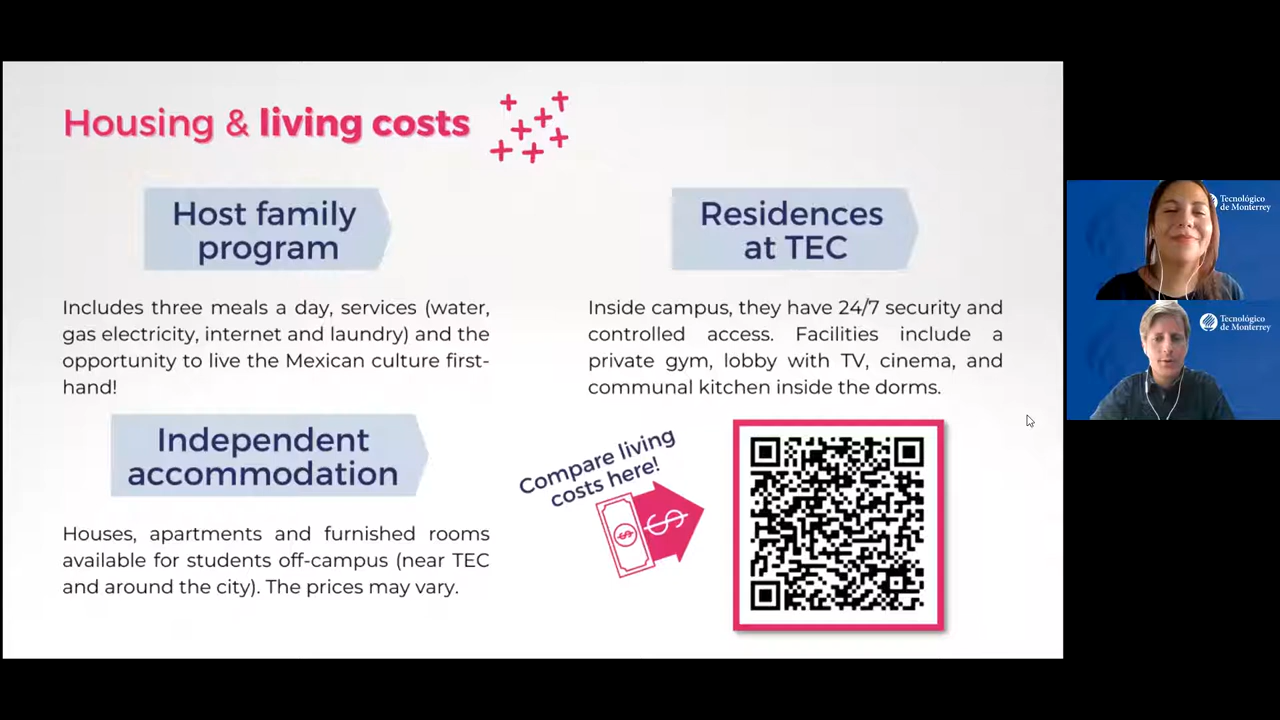 Housing & living costs
Host family
program
Includes three meals a day, services (water,
gas electricity, internet and laundry) and the
opportunity to live the Mexican culture first-
hand!
Independent
accommodation
Houses, apartments and furnished rooms
available for students off-campus (near TEC
and around the city). The prices may vary.
Residences
at TEC
Inside campus, they have 24/7 security and
controlled access. Facilities include a
private gym, lobby with TV, cinema, and
communal kitchen inside the dorms.
Compare living
costs here!
$
$
Tecnológico
de Monterrey
Tecnológico
de Monterrey